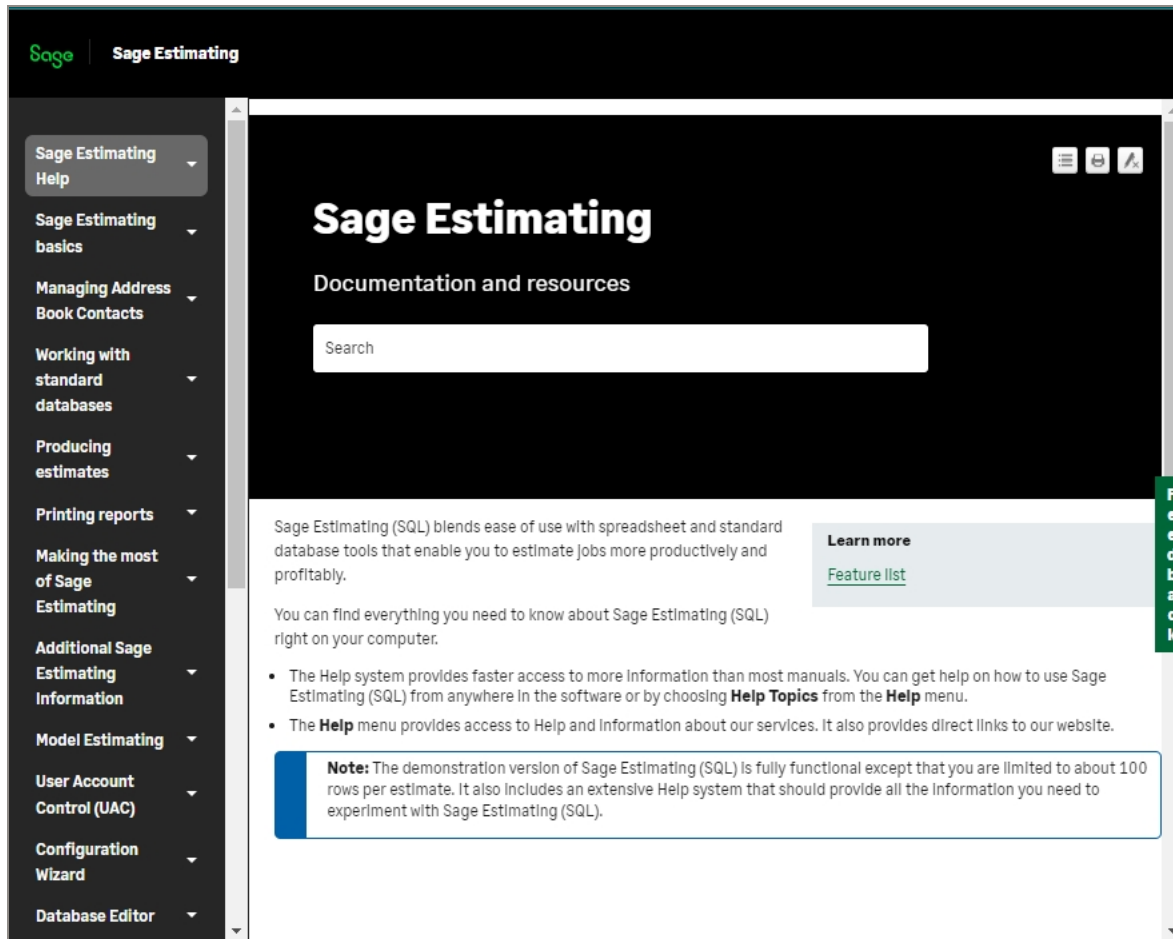 Sage
Sage Estimating
Sage Estimating
Help
Sage Estimating
basics
Managing Address
Book Contacts
Working with
standard
databases
Producing
estimates
Printing reports
Making the most
of Sage
Estimating
Additional Sage
Estimating
Information
Model Estimating
User Account
Control (UAC)
Configuration
Wizard
Database Editor
Sage Estimating
Documentation and resources
Search
Sage Estimating (SQL) blends ease of use with spreadsheet and standard
database tools that enable you to estimate jobs more productively and
profitably.
Learn more
Feature list
You can find everything you need to know about Sage Estimating (SQL)
right on your computer.
• The Help system provides faster access to more information than most manuals. You can get help on how to use Sage
Estimating (SQL) from anywhere in the software or by choosing Help Topics from the Help menu.
• The Help menu provides access to Help and information about our services. It also provides direct links to our website.
Note: The demonstration version of Sage Estimating (SQL) is fully functional except that you are limited to about 100
rows per estimate. It also includes an extensive Help system that should provide all the information you need to
experiment with Sage Estimating (SQL).